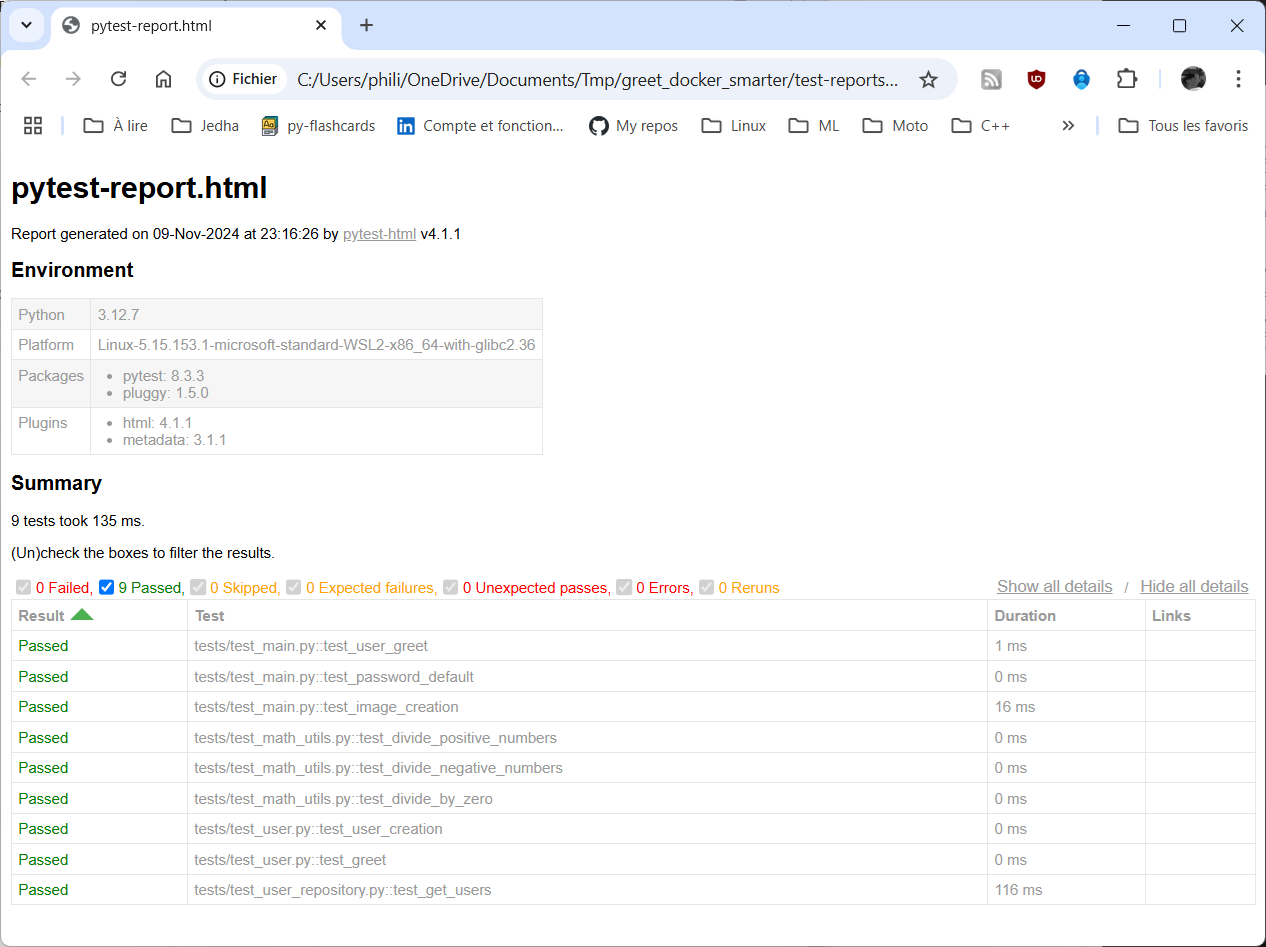 pytest-report.html
Fichier C:/Users/phili/OneDrive/Documents/Tmp/greet_docker_smarter/test-reports...
À lire Jedha py-flashcards Compte et fonction... My repos Linux ML Moto C++ » Tous les favoris
pytest-report.html
Report generated on 09-Nov-2024 at 23:16:26 by pytest-html v4.1.1
Environment
Python 3.12.7
Platform Linux-5.15.153.1-microsoft-standard-WSL2-x86_64-with-glibc2.36
Packages • pytest: 8.3.3
• pluggy: 1.5.0
Plugins • html: 4.1.1
• metadata: 3.1.1
Summary
9 tests took 135 ms.
(Un)check the boxes to filter the results.
0 Failed, 9 Passed, 0 Skipped, 0 Expected failures, 0 Unexpected passes, 0 Errors, 0 Reruns Show all details / Hide all details
Result Test Duration Links
Passed tests/test_main.py::test_user_greet 1 ms
Passed tests/test_main.py::test_password_default 0 ms
Passed tests/test_main.py::test_image_creation 16 ms
Passed tests/test_math_utils.py::test_divide_positive_numbers 0 ms
Passed tests/test_math_utils.py::test_divide_negative_numbers 0 ms
Passed tests/test_math_utils.py::test_divide_by_zero 0 ms
Passed tests/test_user.py::test_user_creation 0 ms
Passed tests/test_user.py::test_greet 0 ms
Passed tests/test_user_repository.py::test_get_users 116 ms